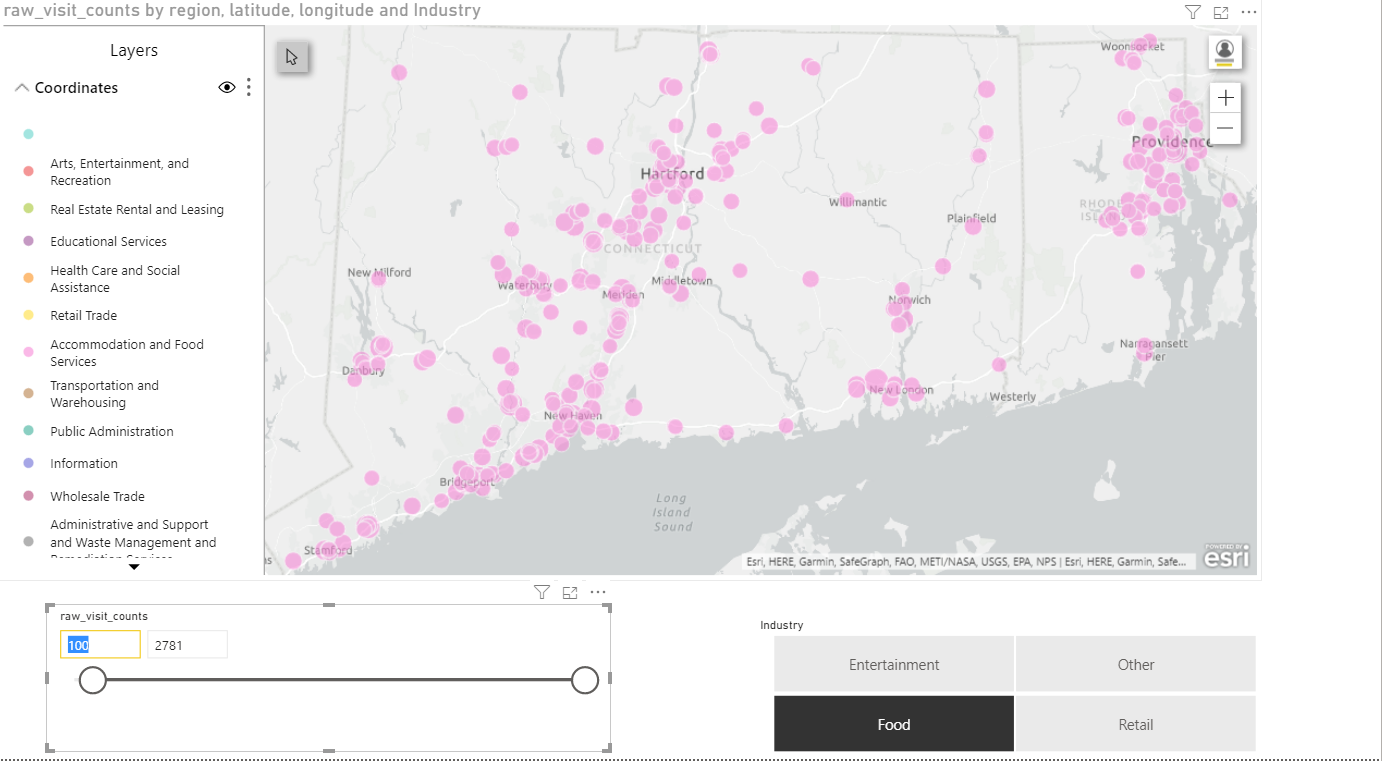 raw_visit_counts by region, latitude, longitude and Industry
Layers
Coordinates
Arts, Entertainment, and
Recreation
Real Estate Rental and Leasing
Educational Services
Health Care and Social
Assistance
Retail Trade
Accommodation and Food
Services
Transportation and
Warehousing
Public Administration
Information
Wholesale Trade
Administrative and Support
and Waste Management and
Remediation Services
Woonsocket
Providence
Hartford
Willimantic
RHODE
ISLAND
Plainfield
CONNECTICUT
New Milford
Waterbury
Middletown
Meriden
Norwich
Narragansett
Pier
Danbury
New London
Westerly
New Haven
Bridgeport
Long
Island
Sound
Stamford
Esri, HERE, Garmin, SafeGraph, FAO, METI/NASA, USGS, EPA, NPS | Esri, HERE, Garmin, Safe...
POWERED BY
esri
raw_visit_counts
100
2781
Industry
Entertainment
Other
Food
Retail